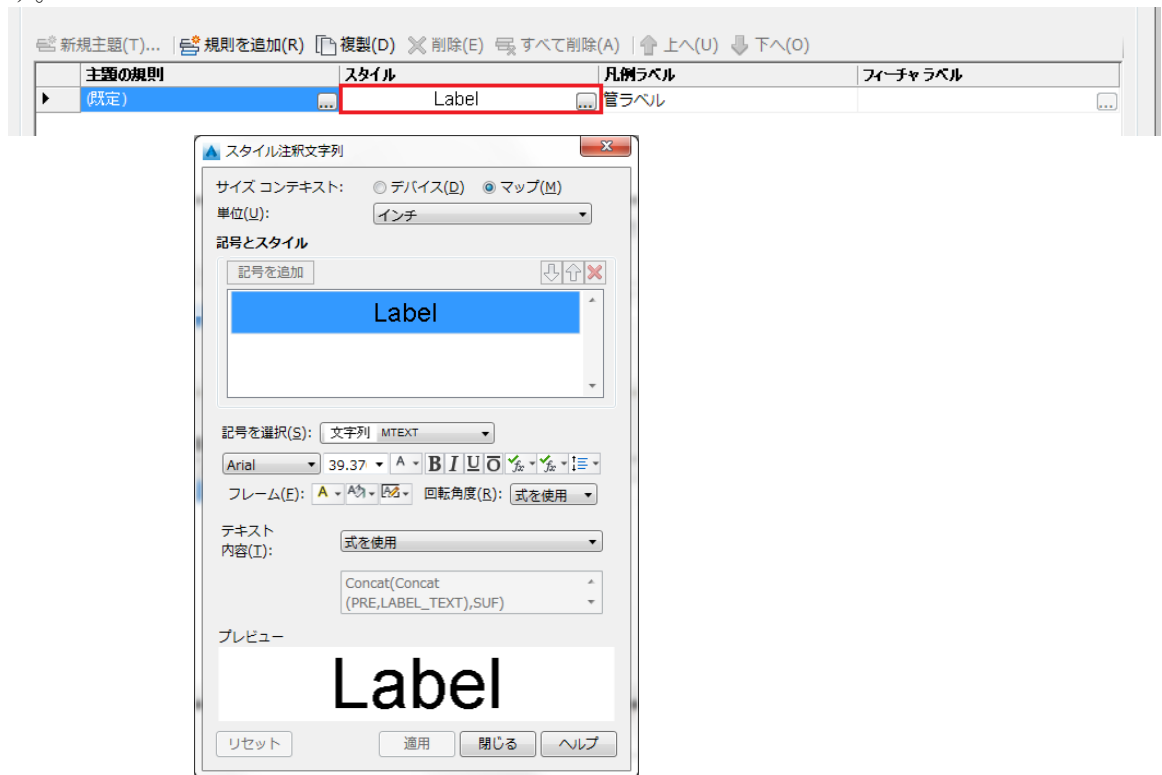 す。
新規主題(T)... 規則を追加(R) 複製(D) 削除(E) すべて削除(A) 上へ(U) 下へ(O)
主題の規則 スタイル 凡例ラベル フィーチャ ラベル
(既定) ... Label ... 管ラベル ...
スタイル注釈文字列
サイズ コンテキスト: デバイス(D) マップ(M)
単位(U): インチ
記号とスタイル
記号を追加
Label
記号を選択(S): 文字列 MTEXT
Arial 39.37 A B I U O fx fx
フレーム(F): A A 回転角度(R): 式を使用
テキスト
内容(T): 式を使用
Concat(Concat
(PRE,LABEL_TEXT),SUF)
プレビュー
Label
リセット 適用 閉じる ヘルプ